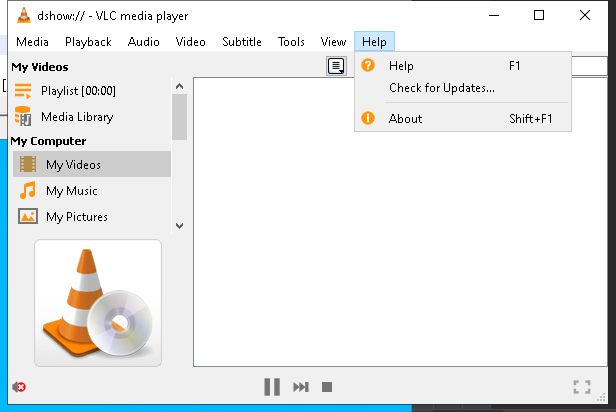 dshow:// - VLC media player
Media Playback Audio Video Subtitle Tools View Help
My Videos
Playlist [00:00]
Media Library
My Computer
My Videos
My Music
My Pictures
Help F1
Check for Updates...
About Shift+F1